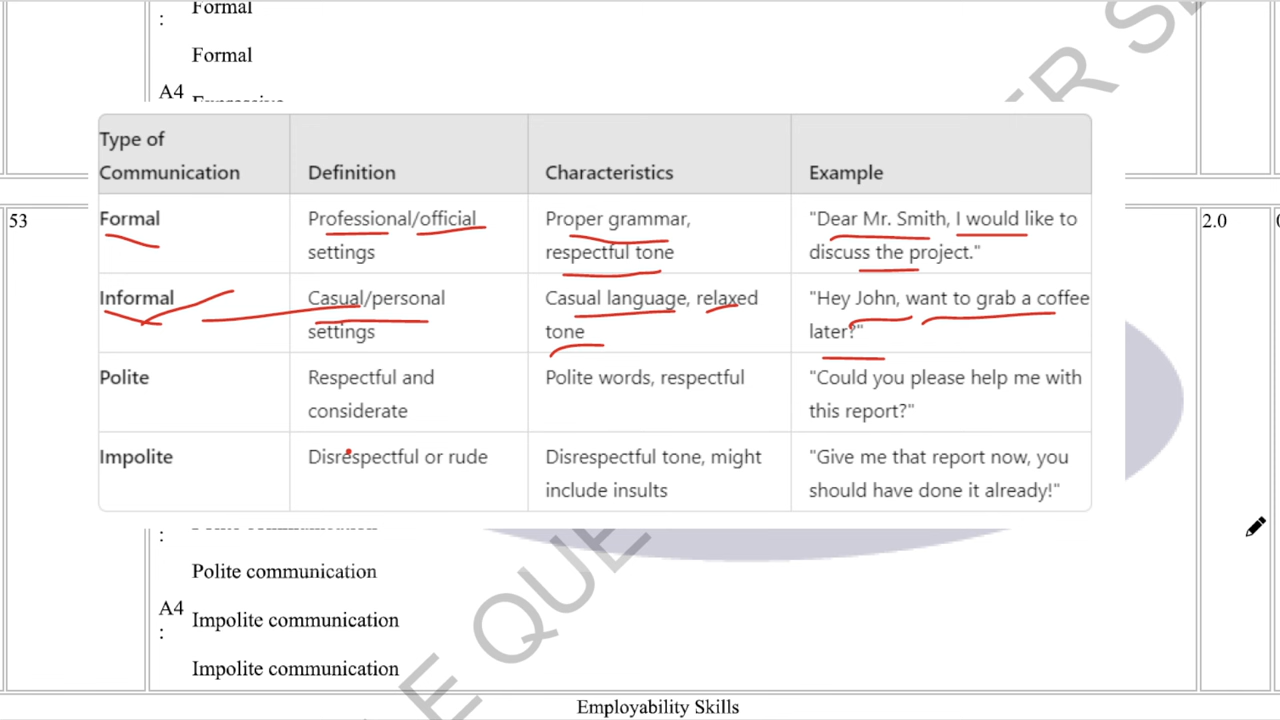 Formal
:
Formal
A4
Type of
Communication
Definition
Characteristics
Example
53
Formal
Professional/official
settings
Proper grammar,
respectful tone
"Dear Mr. Smith, I would like to
discuss the project."
2.0
Informal
Casual/personal
settings
Casual language, relaxed
tone
"Hey John, want to grab a coffee
later?"
Polite
Respectful and
considerate
Polite words, respectful
"Could you please help me with
this report?"
Impolite
Disrespectful or rude
Disrespectful tone, might
include insults
"Give me that report now, you
should have done it already!"
:
Polite communication
A4
:
Impolite communication
Impolite communication
Employability Skills